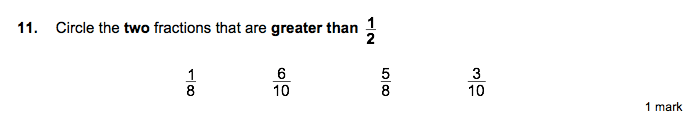 11. Circle the two fractions that are greater than 1/2
1/8 6/10 5/8 3/10
1 mark